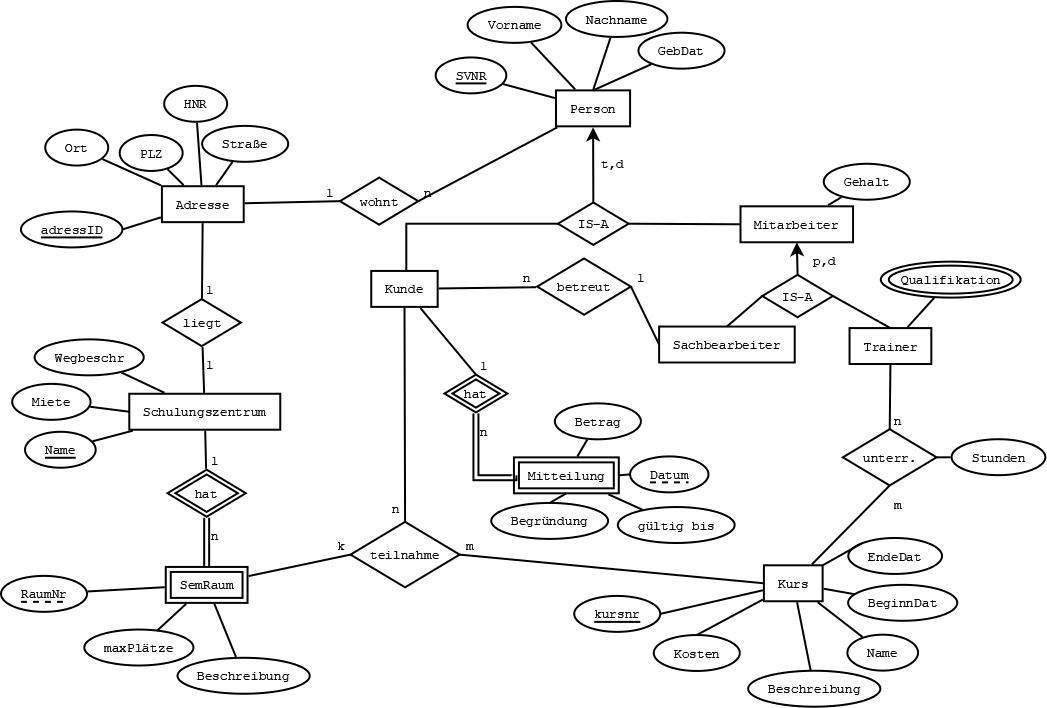 Vorname
Nachname
GebDat
SVNR
Person
HNR
Ort
PLZ
Straße
Adresse
adressID
1
wohnt
n
t,d
Gehalt
IS-A
Mitarbeiter
p,d
Kunde
n
betreut
1
IS-A
Qualifikation
1
liegt
1
Sachbearbeiter
Trainer
Wegbeschr
Miete
Name
Schulungszentrum
1
hat
n
Betrag
Mitteilung
Datum
Begründung
gültig bis
n
unterr.
Stunden
m
1
hat
n
n
k
teilnahme
m
RaumNr
SemRaum
maxPlätze
Beschreibung
EndeDat
Kurs
BeginnDat
kursnr
Kosten
Name
Beschreibung